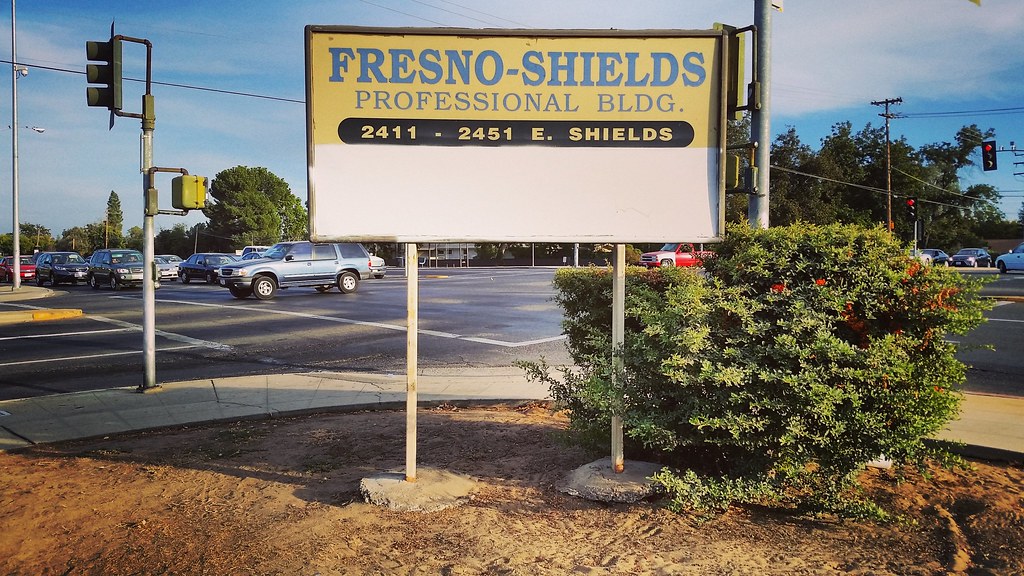 FRESNO-SHIELDS
PROFESSIONAL BLDG.
2411 - 2451 E. SHIELDS